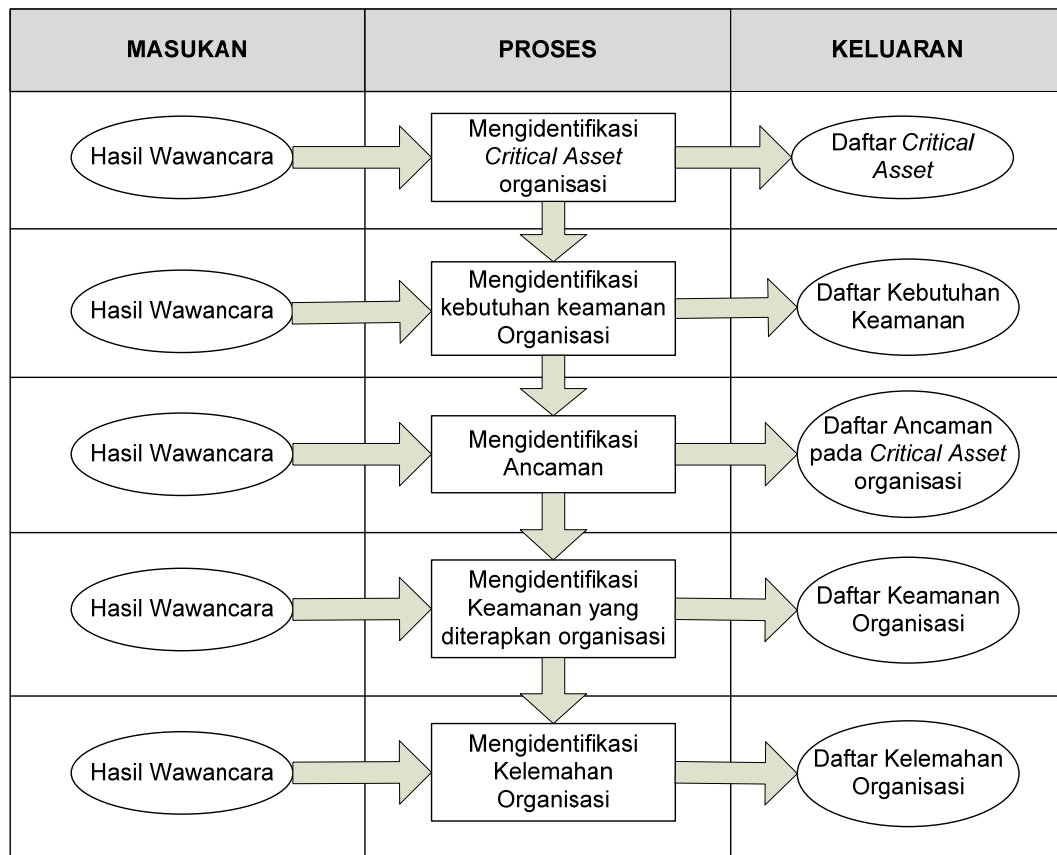 MASUKAN
PROSES
KELUARAN
Hasil Wawancara
Mengidentifikasi
Critical Asset
organisasi
Daftar Critical
Asset
Hasil Wawancara
Mengidentifikasi
kebutuhan keamanan
Organisasi
Daftar Kebutuhan
Keamanan
Hasil Wawancara
Mengidentifikasi
Ancaman
Daftar Ancaman
pada Critical Asset
organisasi
Hasil Wawancara
Mengidentifikasi
Keamanan yang
diterapkan organisasi
Daftar Keamanan
Organisasi
Hasil Wawancara
Mengidentifikasi
Kelemahan
Organisasi
Daftar Kelemahan
Organisasi